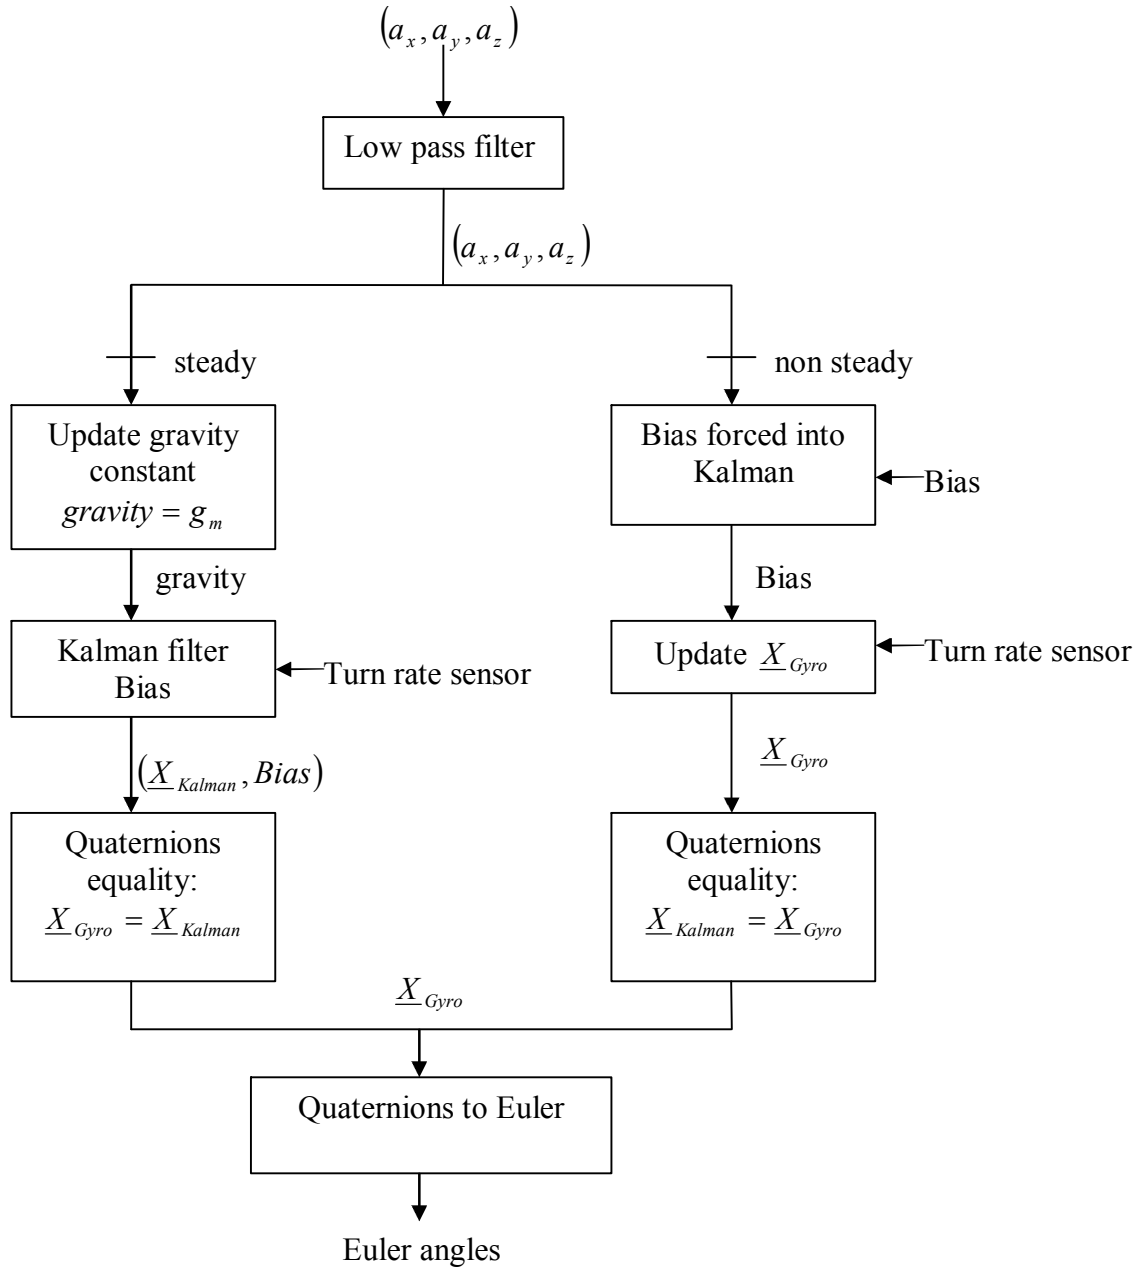 (a_x, a_y, a_z)
Low pass filter
(a_x, a_y, a_z)
steady
non steady
Update gravity
constant
gravity = g_m
Bias forced into
Kalman
Bias
gravity
Bias
Kalman filter
Bias
Turn rate sensor
Update X_Gyro
Turn rate sensor
(X_Kalman, Bias)
X_Gyro
Quaternions
equality:
X_Gyro = X_Kalman
Quaternions
equality:
X_Kalman = X_Gyro
X_Gyro
Quaternions to Euler
Euler angles